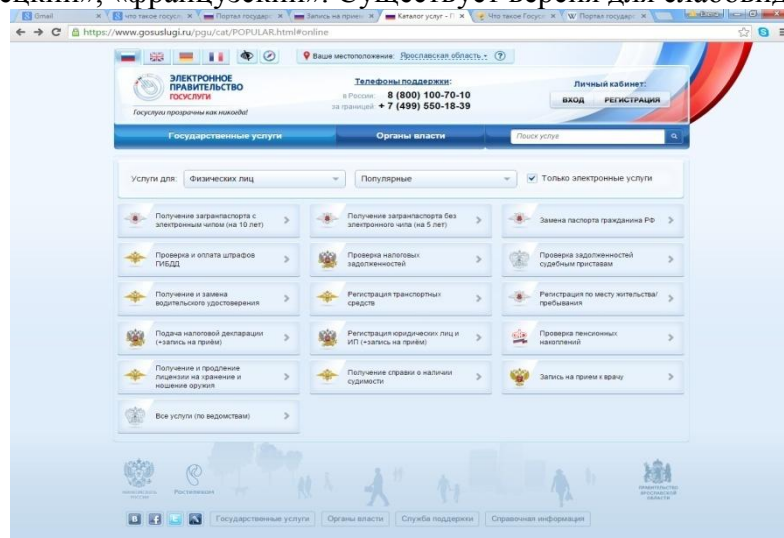 «французский». Существует версия для слабовид
Gmail
что такое госусл
Портал государс
Запись на прием
Каталог услуг - П
Что такое Госус
Портал государс
https://www.gosuslugi.ru/pgu/cat/POPULAR.html#online
Ваше местоположение: Ярославская область
ЭЛЕКТРОННОЕ
ПРАВИТЕЛЬСТВО
ГОСУСЛУГИ
Госуслуги прозрачны как никогда!
Телефоны поддержки:
в России: 8 (800) 100-70-10
за границей: + 7 (499) 550-18-39
Личный кабинет:
ВХОД РЕГИСТРАЦИЯ
Государственные услуги
Органы власти
Поиск услуг
Услуги для: Физических лиц
Популярные
Только электронные услуги
Получение загранпаспорта с
электронным чипом (на 10 лет)
Получение загранпаспорта без
электронного чипа (на 5 лет)
Замена паспорта гражданина РФ
Проверка и оплата штрафов
ГИБДД
Проверка налоговых
задолженностей
Проверка задолженностей
судебным приставам
Получение и замена
водительского удостоверения
Регистрация транспортных
средств
Регистрация по месту жительства/
пребывания
Подача налоговой декларации
(+запись на приём)
Регистрация юридических лиц и
ИП (+запись на приём)
Проверка пенсионных
накоплений
Получение и продление
лицензии на хранение и
ношение оружия
Получение справки о наличии
судимости
Запись на прием к врачу
Все услуги (по ведомствам)
Ростелеком
ПРАВИТЕЛЬСТВО
ЯРОСЛАВСКОЙ
ОБЛАСТИ
Государственные услуги
Органы власти
Служба поддержки
Справочная информация